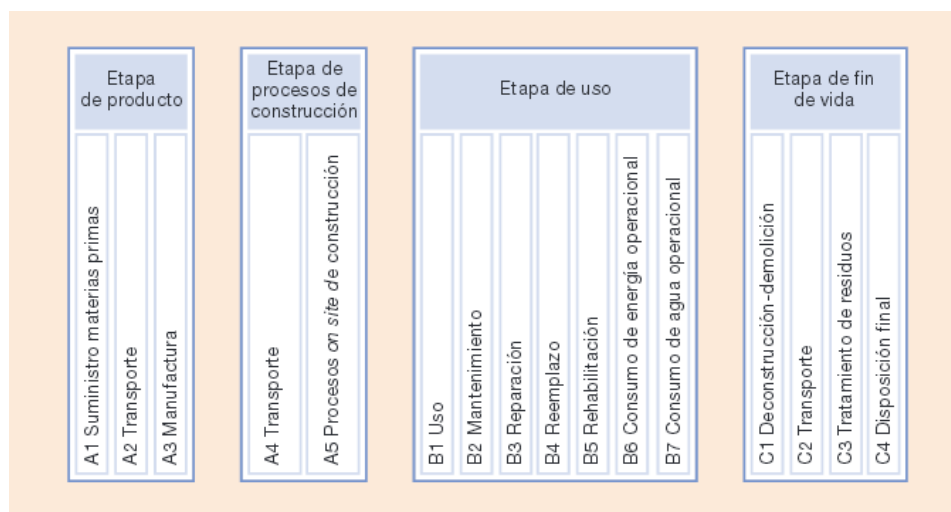 Etapa
de producto
A1 Suministro materias primas
A2 Transporte
A3 Manufactura
Etapa de
procesos de
construcción
A4 Transporte
A5 Procesos on site de construcción
Etapa de uso
B1 Uso
B2 Mantenimiento
B3 Reparación
B4 Reemplazo
B5 Rehabilitación
B6 Consumo de energía operacional
B7 Consumo de agua operacional
Etapa de fin
de vida
C1 Deconstrucción-demolición
C2 Transporte
C3 Tratamiento de residuos
C4 Disposición final